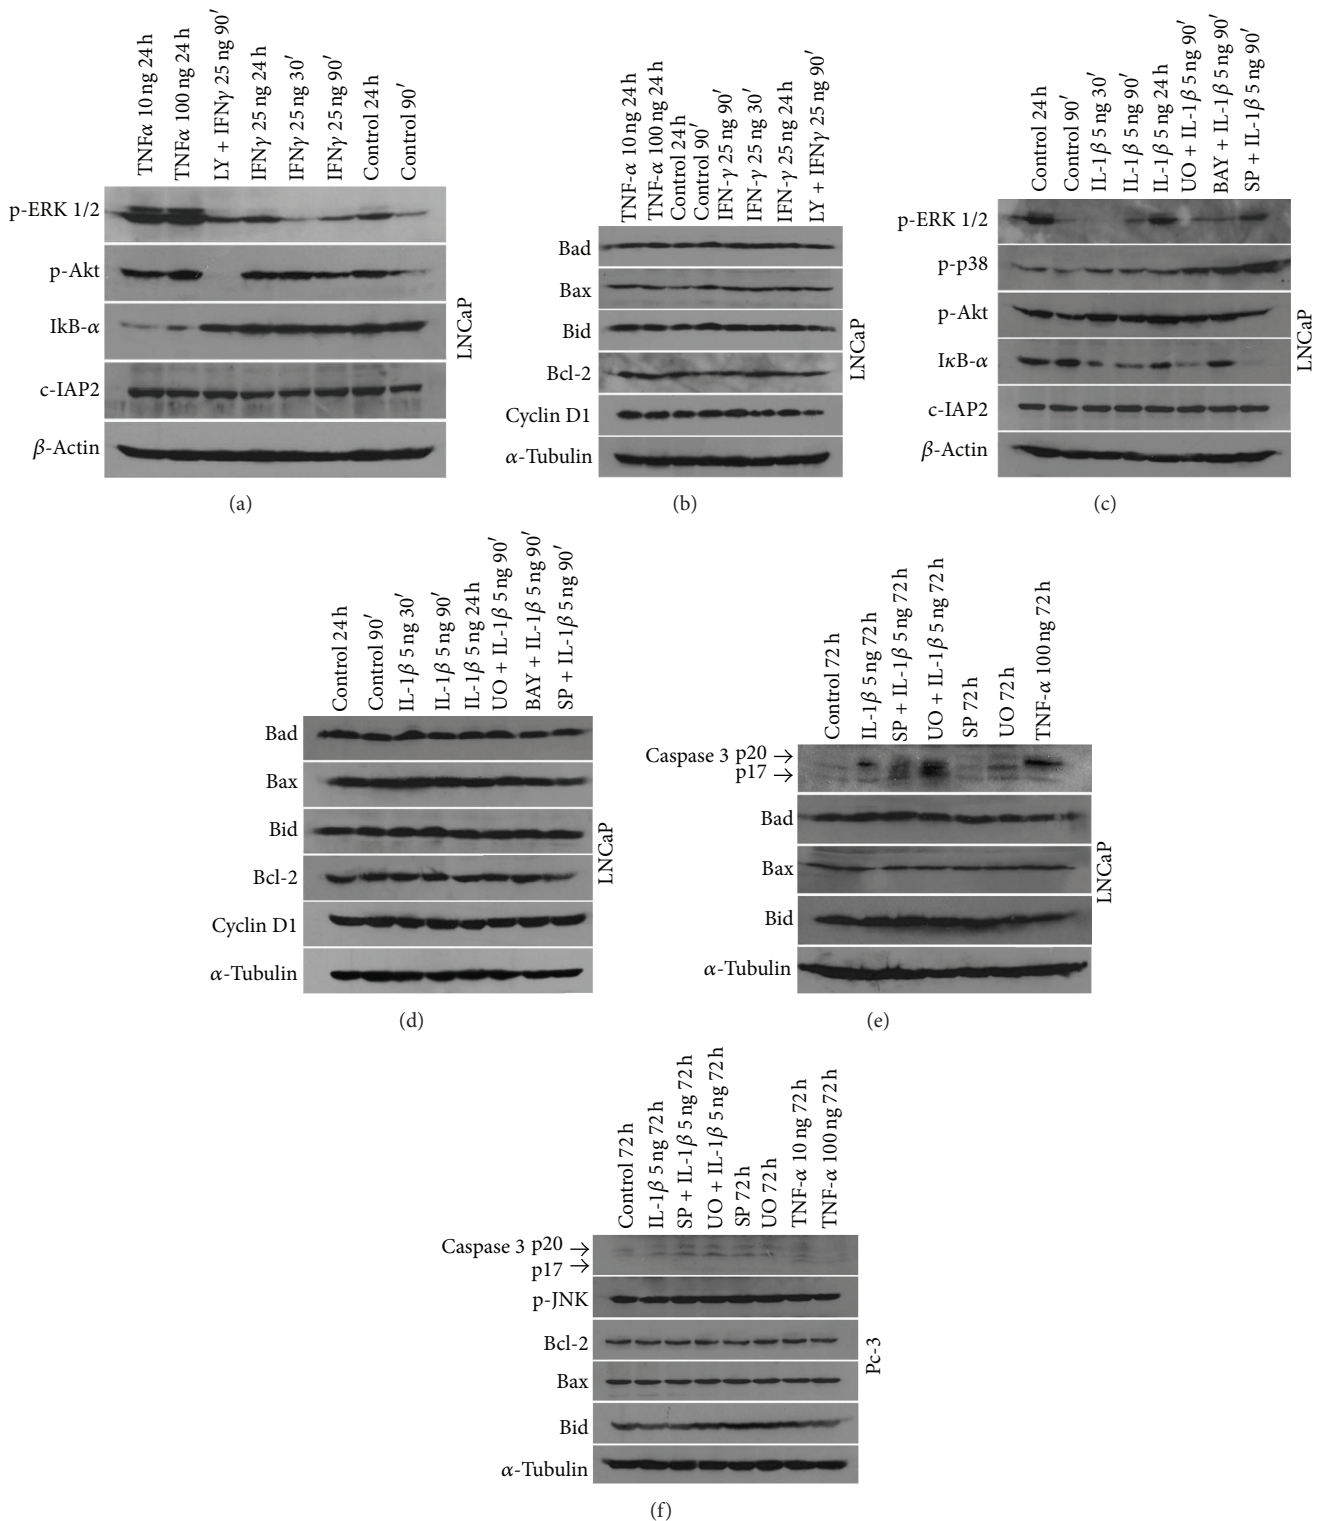 TNFα 10 ng 24 h
TNFα 100 ng 24 h
LY + IFNγ 25 ng 90′
IFNγ 25 ng 24 h
IFNγ 25 ng 30′
IFNγ 25 ng 90′
Control 24 h
Control 90′
p-ERK 1/2
p-Akt
IkB-α
c-IAP2
β-Actin
LNCaP
(a)
TNF-α 10 ng 24 h
TNF-α 100 ng 24 h
Control 24 h
Control 90′
IFN-γ 25 ng 90′
IFN-γ 25 ng 30′
IFN-γ 25 ng 24 h
LY + IFNγ 25 ng 90′
Bad
Bax
Bid
Bcl-2
Cyclin D1
α-Tubulin
LNCaP
(b)
Control 24 h
Control 90′
IL-1β 5 ng 30′
IL-1β 5 ng 90′
IL-1β 5 ng 24 h
UO + IL-1β 5 ng 90′
BAY + IL-1β 5 ng 90′
SP + IL-1β 5 ng 90′
p-ERK 1/2
p-p38
p-Akt
IκB-α
c-IAP2
β-Actin
LNCaP
(c)
Control 24 h
Control 90′
IL-1β 5 ng 30′
IL-1β 5 ng 90′
IL-1β 5 ng 24 h
UO + IL-1β 5 ng 90′
BAY + IL-1β 5 ng 90′
SP + IL-1β 5 ng 90′
Bad
Bax
Bid
Bcl-2
Cyclin D1
α-Tubulin
LNCaP
(d)
Control 72 h
IL-1β 5 ng 72 h
SP + IL-1β 5 ng 72 h
UO + IL-1β 5 ng 72 h
SP 72 h
UO 72 h
TNF-α 100 ng 72 h
Caspase 3 p20 →
p17 →
Bad
Bax
Bid
α-Tubulin
LNCaP
(e)
Control 72 h
IL-1β 5 ng 72 h
SP + IL-1β 5 ng 72 h
UO + IL-1β 5 ng 72 h
SP 72 h
UO 72 h
TNF-α 10 ng 72 h
TNF-α 100 ng 72 h
Caspase 3 p20 →
p17 →
p-JNK
Bcl-2
Bax
Bid
α-Tubulin
Pc-3
(f)